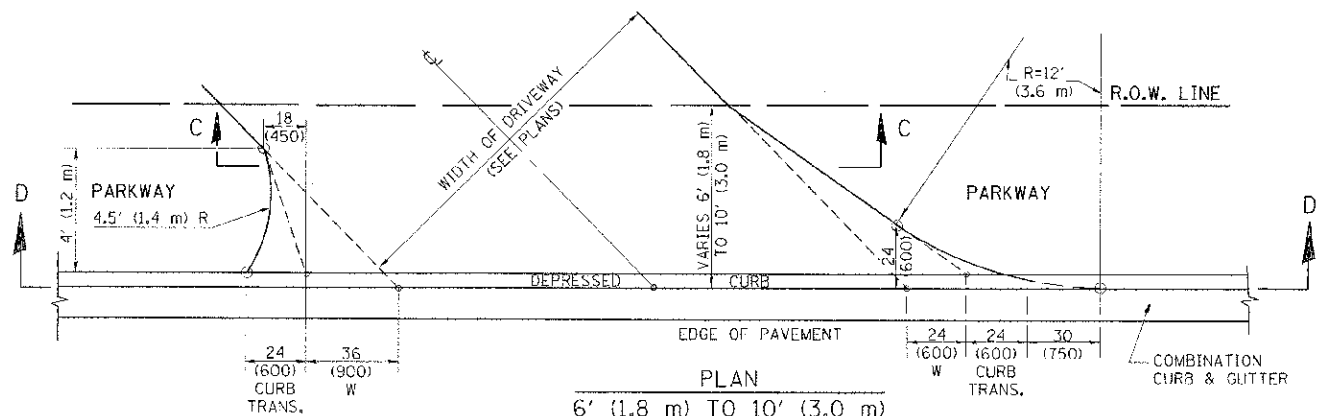 ℄
R=12'
(3.6 m)
R.O.W. LINE
18
(450)
C
C
WIDTH OF DRIVEWAY
(SEE PLANS)
D
PARKWAY
4' (1.2 m)
4.5' (1.4 m) R
VARIES 6' (1.8 m)
TO 10' (3.0 m)
PARKWAY
D
24
(600)
DEPRESSED CURB
EDGE OF PAVEMENT
24
(600)
CURB
TRANS.
36
(900)
W
24
(600)
W
24
(600)
CURB
TRANS.
30
(750)
COMBINATION
CURB & GUTTER
PLAN
6' (1.8 m) TO 10' (3.0 m)